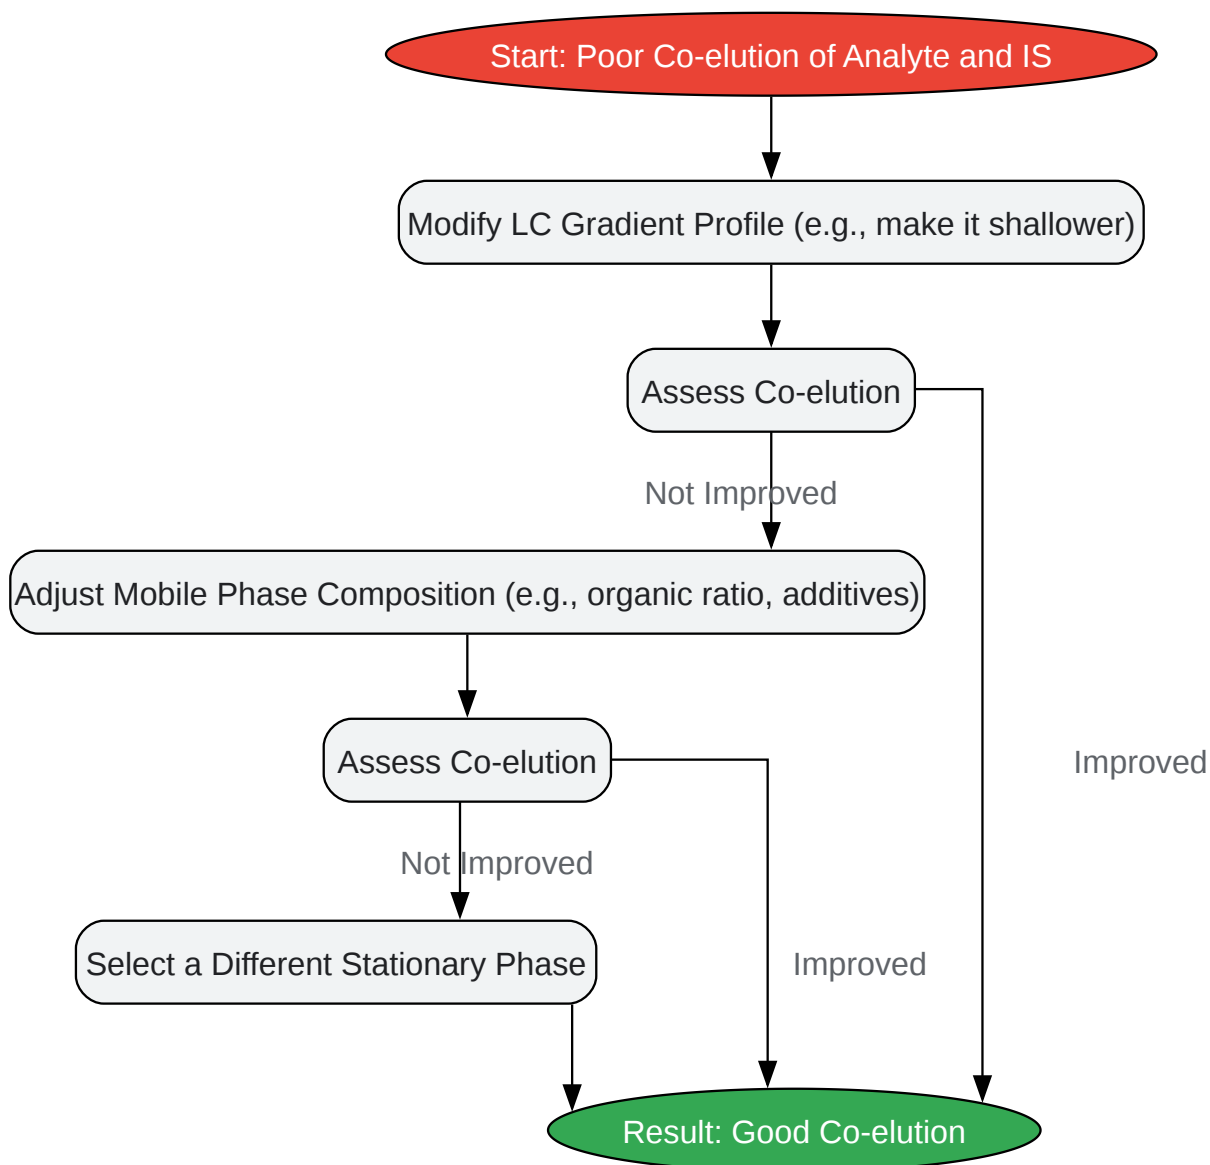 Start: Poor Co-elution of Analyte and IS
Modify LC Gradient Profile (e.g., make it shallower)
Assess Co-elution
Not Improved
Adjust Mobile Phase Composition (e.g., organic ratio, additives)
Assess Co-elution
Improved
Not Improved
Select a Different Stationary Phase
Improved
Result: Good Co-elution